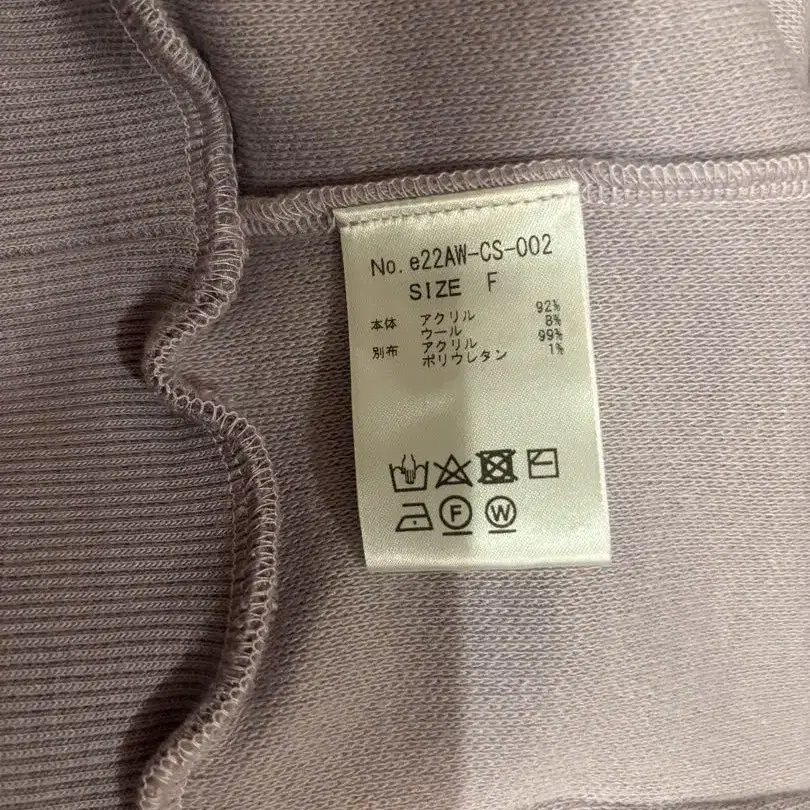 No. e22AW-CS-002
SIZE F
本体 アクリル 92%
ウール 8%
別布 アクリル 99%
ポリウレタン 1%
F W